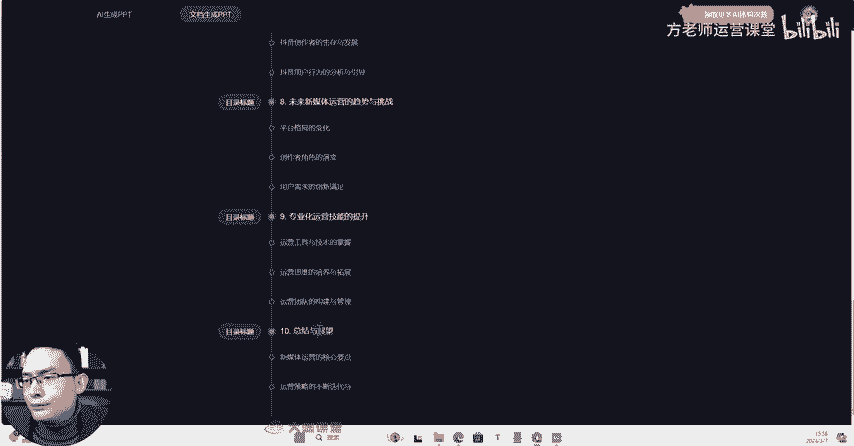 AI生成PPT
文档生成PPT
方老师运营课堂
bilibili
抖音创作者的生存与发展
抖音用户行为的分析与引导
目录标题
8. 未来新媒体运营的趋势与挑战
平台格局的变化
创作者角色的演变
用户需求的持续满足
目录标题
9. 专业化运营技能的提升
运营工具与技术的掌握
运营思维的培养与拓展
运营团队的构建与管理
目录标题
10. 总结与展望
新媒体运营的核心要点
运营策略的不断迭代与
搜索